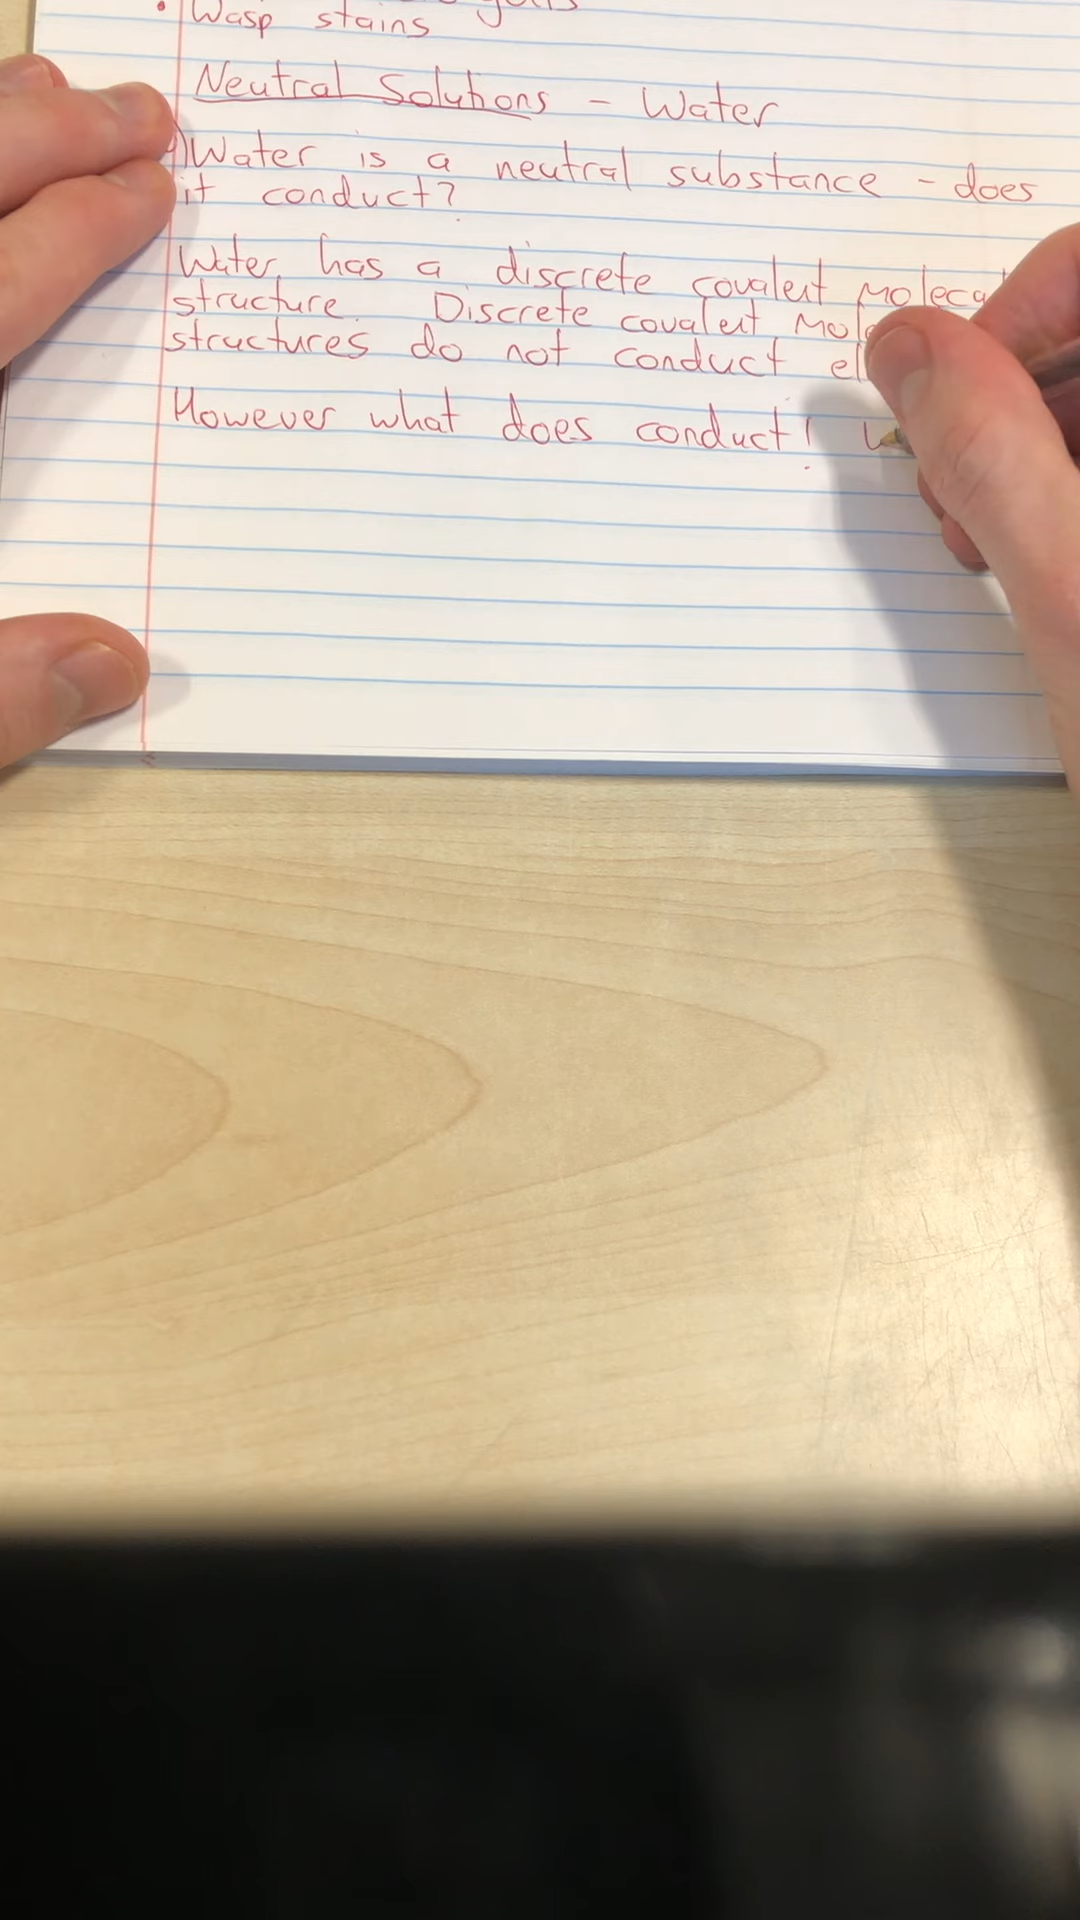 • Wasp stains
Neutral Solutions - Water
Water is a neutral substance - does
it conduct?
Water has a discrete covalent
structure. Discrete covalent
structures do not conduct
However what does conduct!